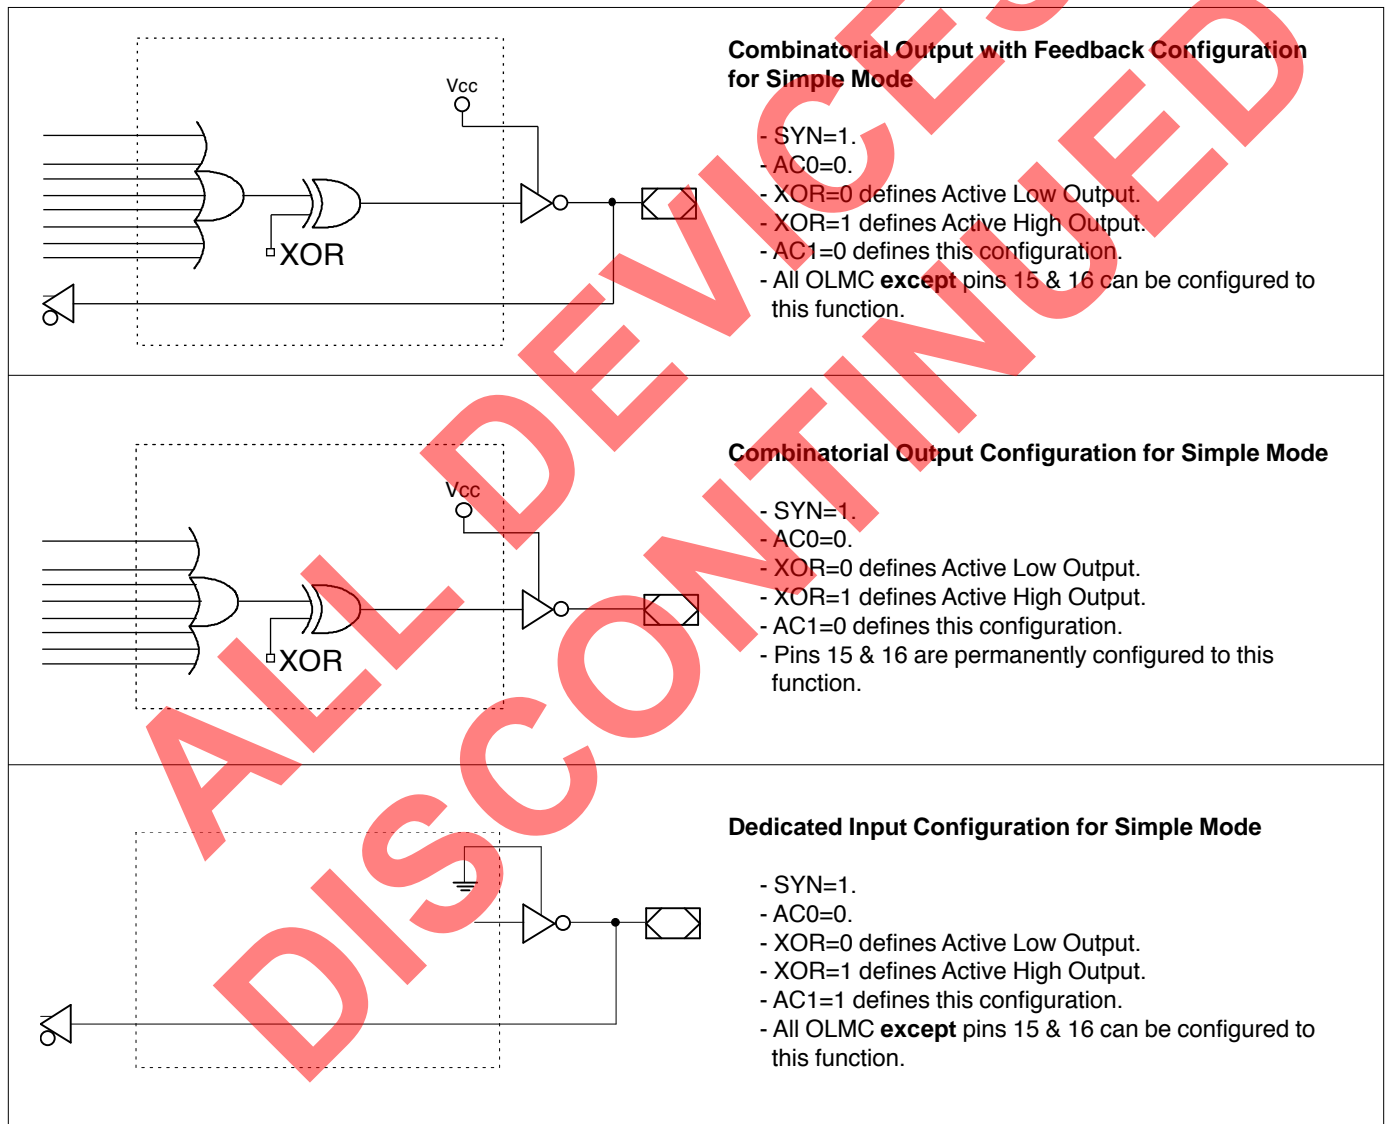 Combinatorial Output with Feedback Configuration
for Simple Mode
Vcc
- SYN=1.
- AC0=0.
- XOR=0 defines Active Low Output.
- XOR=1 defines Active High Output.
- AC1=0 defines this configuration.
- All OLMC except pins 15 & 16 can be configured to
this function.
XOR
Combinatorial Output Configuration for Simple Mode
Vcc
- SYN=1.
- AC0=0.
- XOR=0 defines Active Low Output.
- XOR=1 defines Active High Output.
- AC1=0 defines this configuration.
- Pins 15 & 16 are permanently configured to this
function.
XOR
Dedicated Input Configuration for Simple Mode
- SYN=1.
- AC0=0.
- XOR=0 defines Active Low Output.
- XOR=1 defines Active High Output.
- AC1=1 defines this configuration.
- All OLMC except pins 15 & 16 can be configured to
this function.
ALL DEVICES
DISCONTINUED